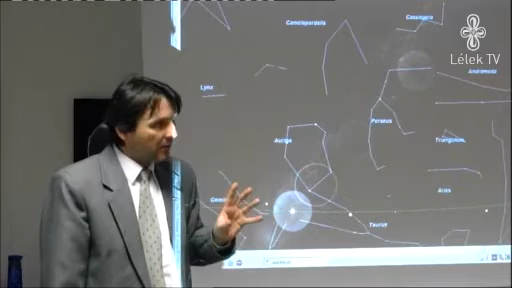 Camelopardalis
Cassiopeia
Lélek TV
Andromeda
Lynx
Perseus
Auriga
Triangulum
Aries
Taurus